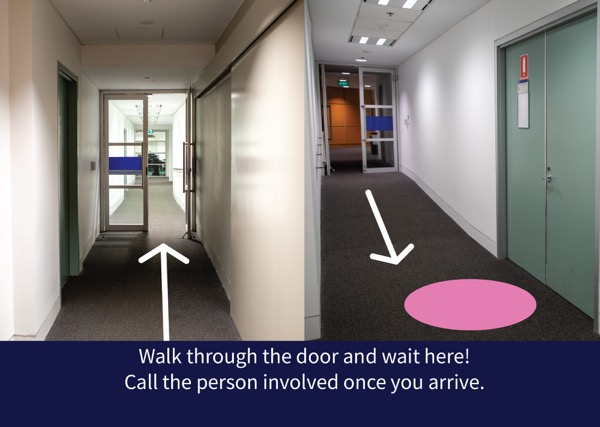 Walk through the door and wait here!
Call the person involved once you arrive.